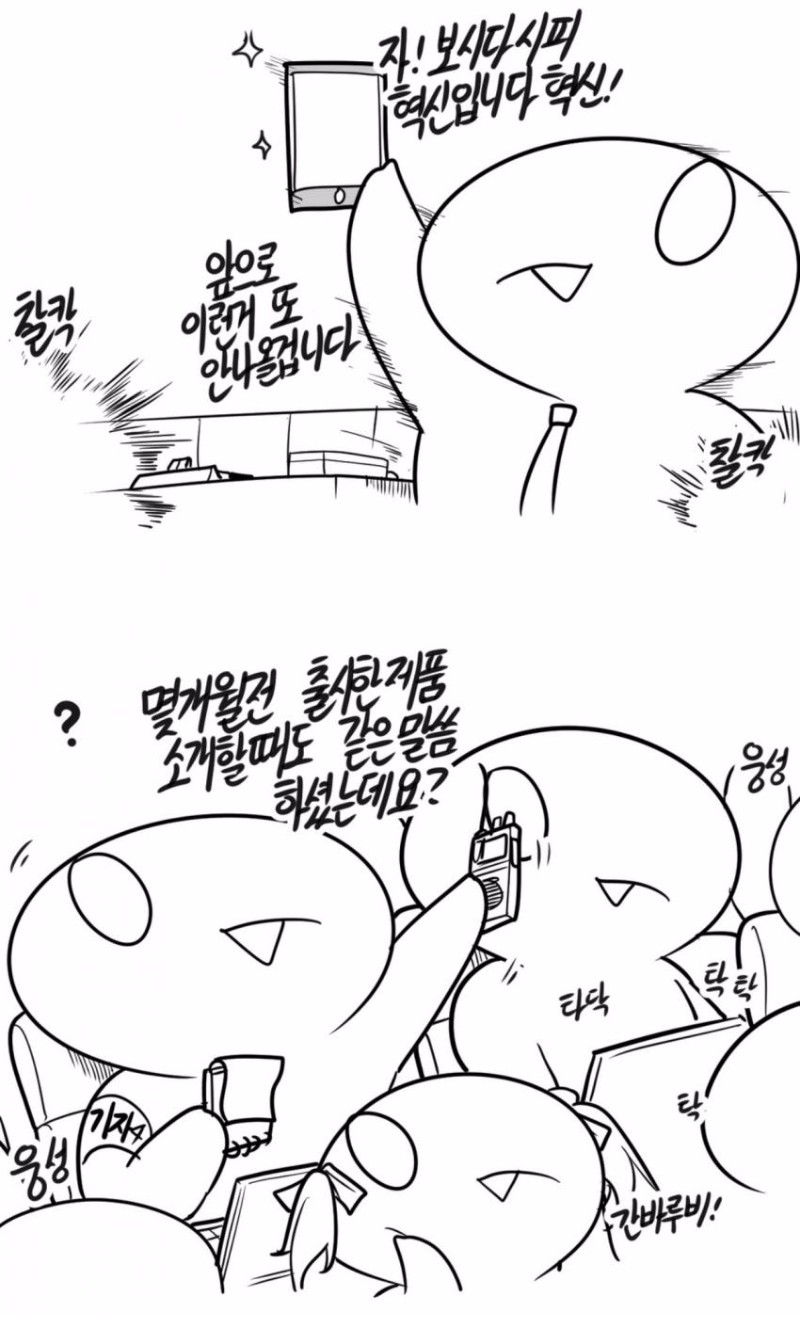 자! 보시다시피
혁신입니다 혁신!
앞으로
이런거 또
안나올겁니다
찰칵
찰칵
?
몇개월전 출시한제품
소개할때도 같은말씀
하셨는데요?
웅성
타닥
탁
탁
탁
기자4
웅성
간바루비!